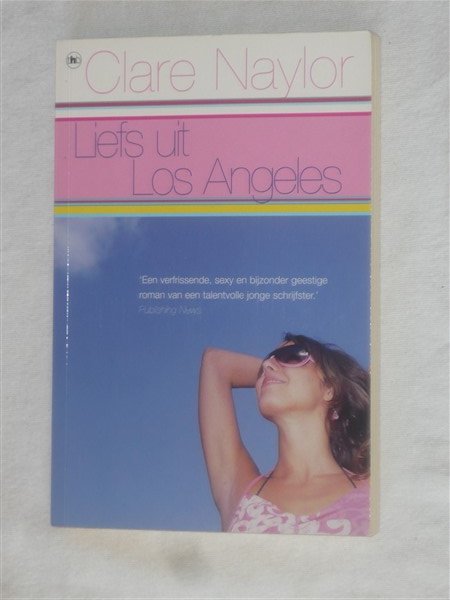 th
Clare Naylor
Liefs uit
Los Angeles
'Een verfrissende, sexy en bijzonder geestige
roman van een talentvolle jonge schrijfster.'
Publishing News